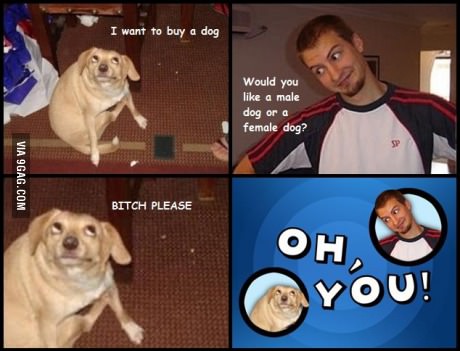 I want to buy a dog
Would you
like a male
dog or a
female dog?
SP
BITCH PLEASE
OH,
YOU!
VIA 9GAG.COM